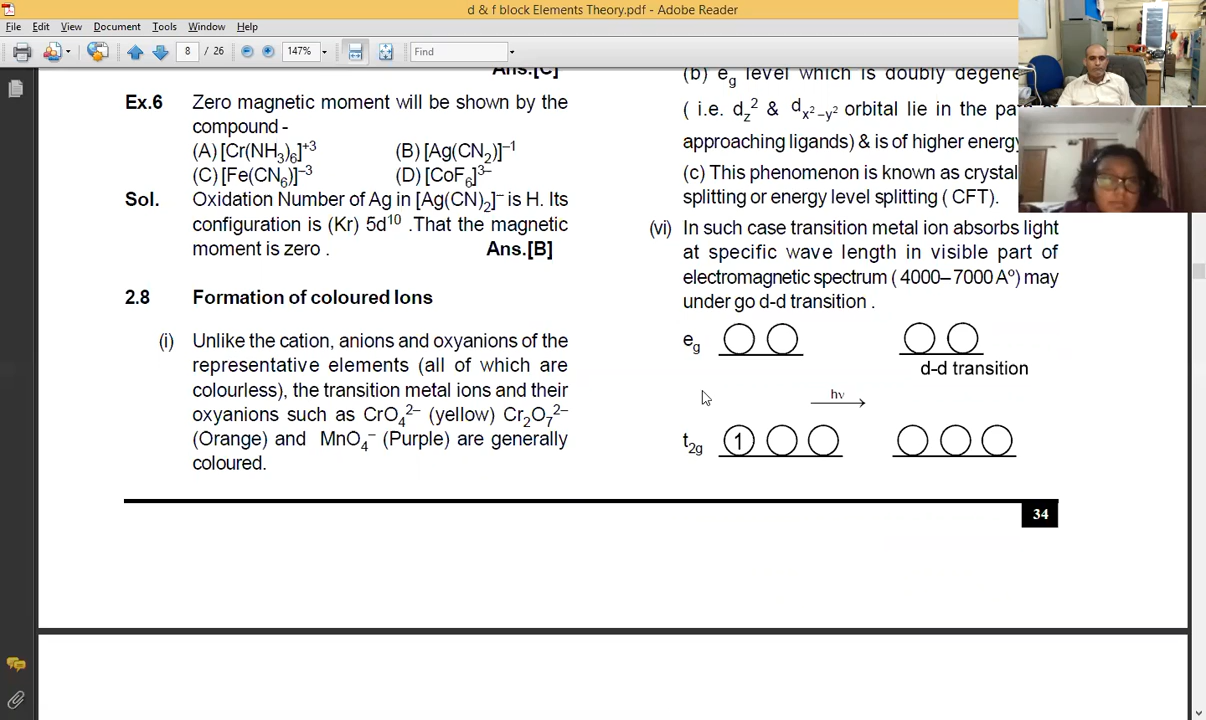 d & f block Elements Theory.pdf - Adobe Reader
File Edit View Document Tools Window Help
8 / 26 147% Find
Ans.[C]
Ex.6 Zero magnetic moment will be shown by the
compound -
(A) [Cr(NH₃)₆]⁺³ (B) [Ag(CN₂)]⁻¹
(C) [Fe(CN₆)]⁻³ (D) [CoF₆]³⁻
Sol. Oxidation Number of Ag in [Ag(CN)₂]⁻ is H. Its
configuration is (Kr) 5d¹⁰ .That the magnetic
moment is zero . Ans.[B]
2.8 Formation of coloured Ions
(i) Unlike the cation, anions and oxyanions of the
representative elements (all of which are
colourless), the transition metal ions and their
oxyanions such as CrO₄²⁻ (yellow) Cr₂O₇²⁻
(Orange) and MnO₄⁻ (Purple) are generally
coloured.
(b) e_g level which is doubly degene
( i.e. d_z² & d_x²−y² orbital lie in the pa
approaching ligands) & is of higher energy
(c) This phenomenon is known as crystal
splitting or energy level splitting ( CFT).
(vi) In such case transition metal ion absorbs light
at specific wave length in visible part of
electromagnetic spectrum ( 4000–7000 Aº) may
under go d-d transition .
e_g
d-d transition
hν
t₂g 1
34